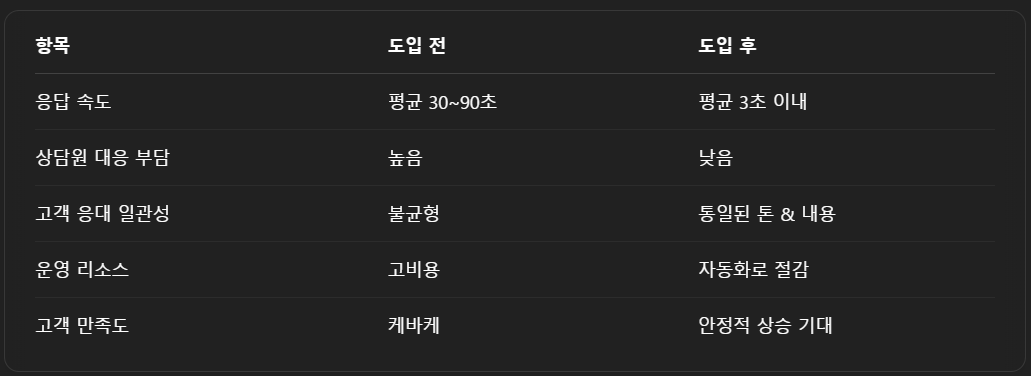 항목 도입 전 도입 후
응답 속도 평균 30~90초 평균 3초 이내
상담원 대응 부담 높음 낮음
고객 응대 일관성 불균형 통일된 톤 & 내용
운영 리소스 고비용 자동화로 절감
고객 만족도 케바케 안정적 상승 기대